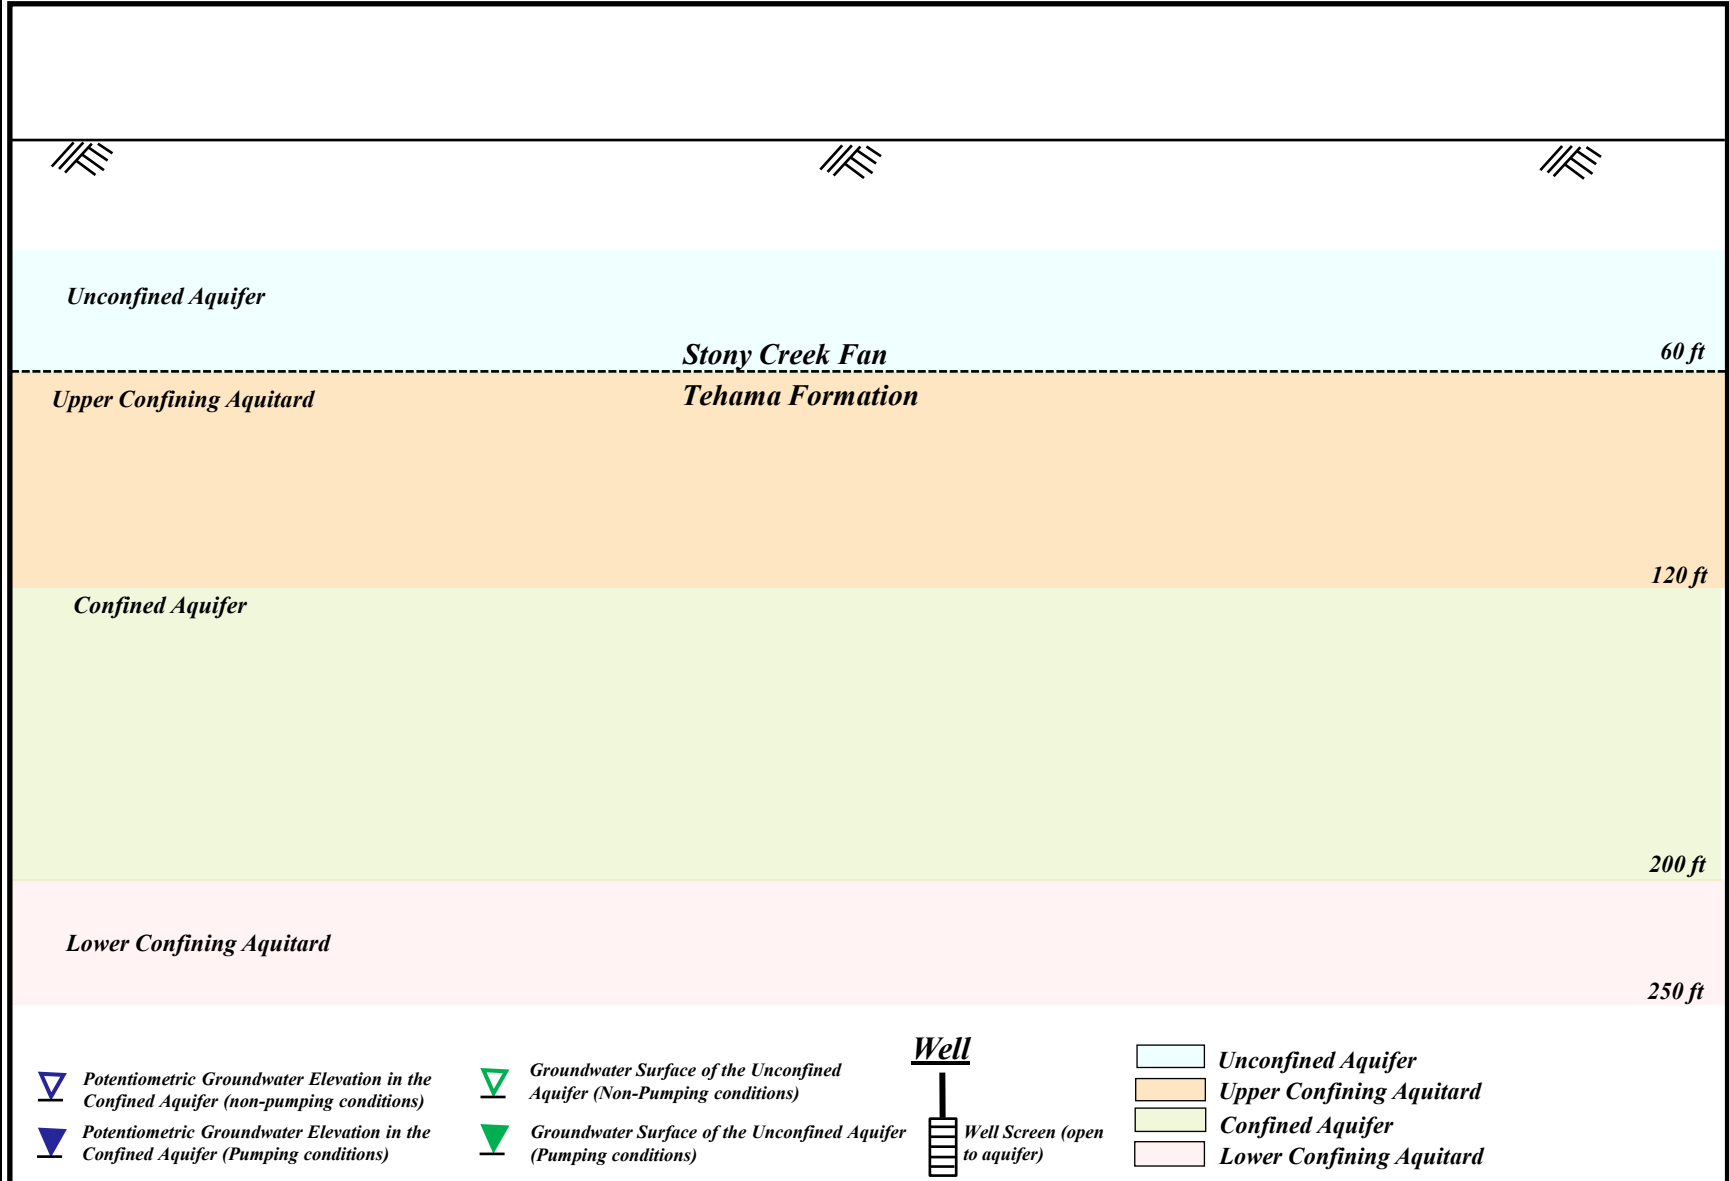 Unconfined Aquifer
Stony Creek Fan
60 ft
Upper Confining Aquitard
Tehama Formation
120 ft
Confined Aquifer
200 ft
Lower Confining Aquitard
250 ft
Potentiometric Groundwater Elevation in the
Confined Aquifer (non-pumping conditions)
Potentiometric Groundwater Elevation in the
Confined Aquifer (Pumping conditions)
Groundwater Surface of the Unconfined
Aquifer (Non-Pumping conditions)
Groundwater Surface of the Unconfined Aquifer
(Pumping conditions)
Well
Well Screen (open
to aquifer)
Unconfined Aquifer
Upper Confining Aquitard
Confined Aquifer
Lower Confining Aquitard